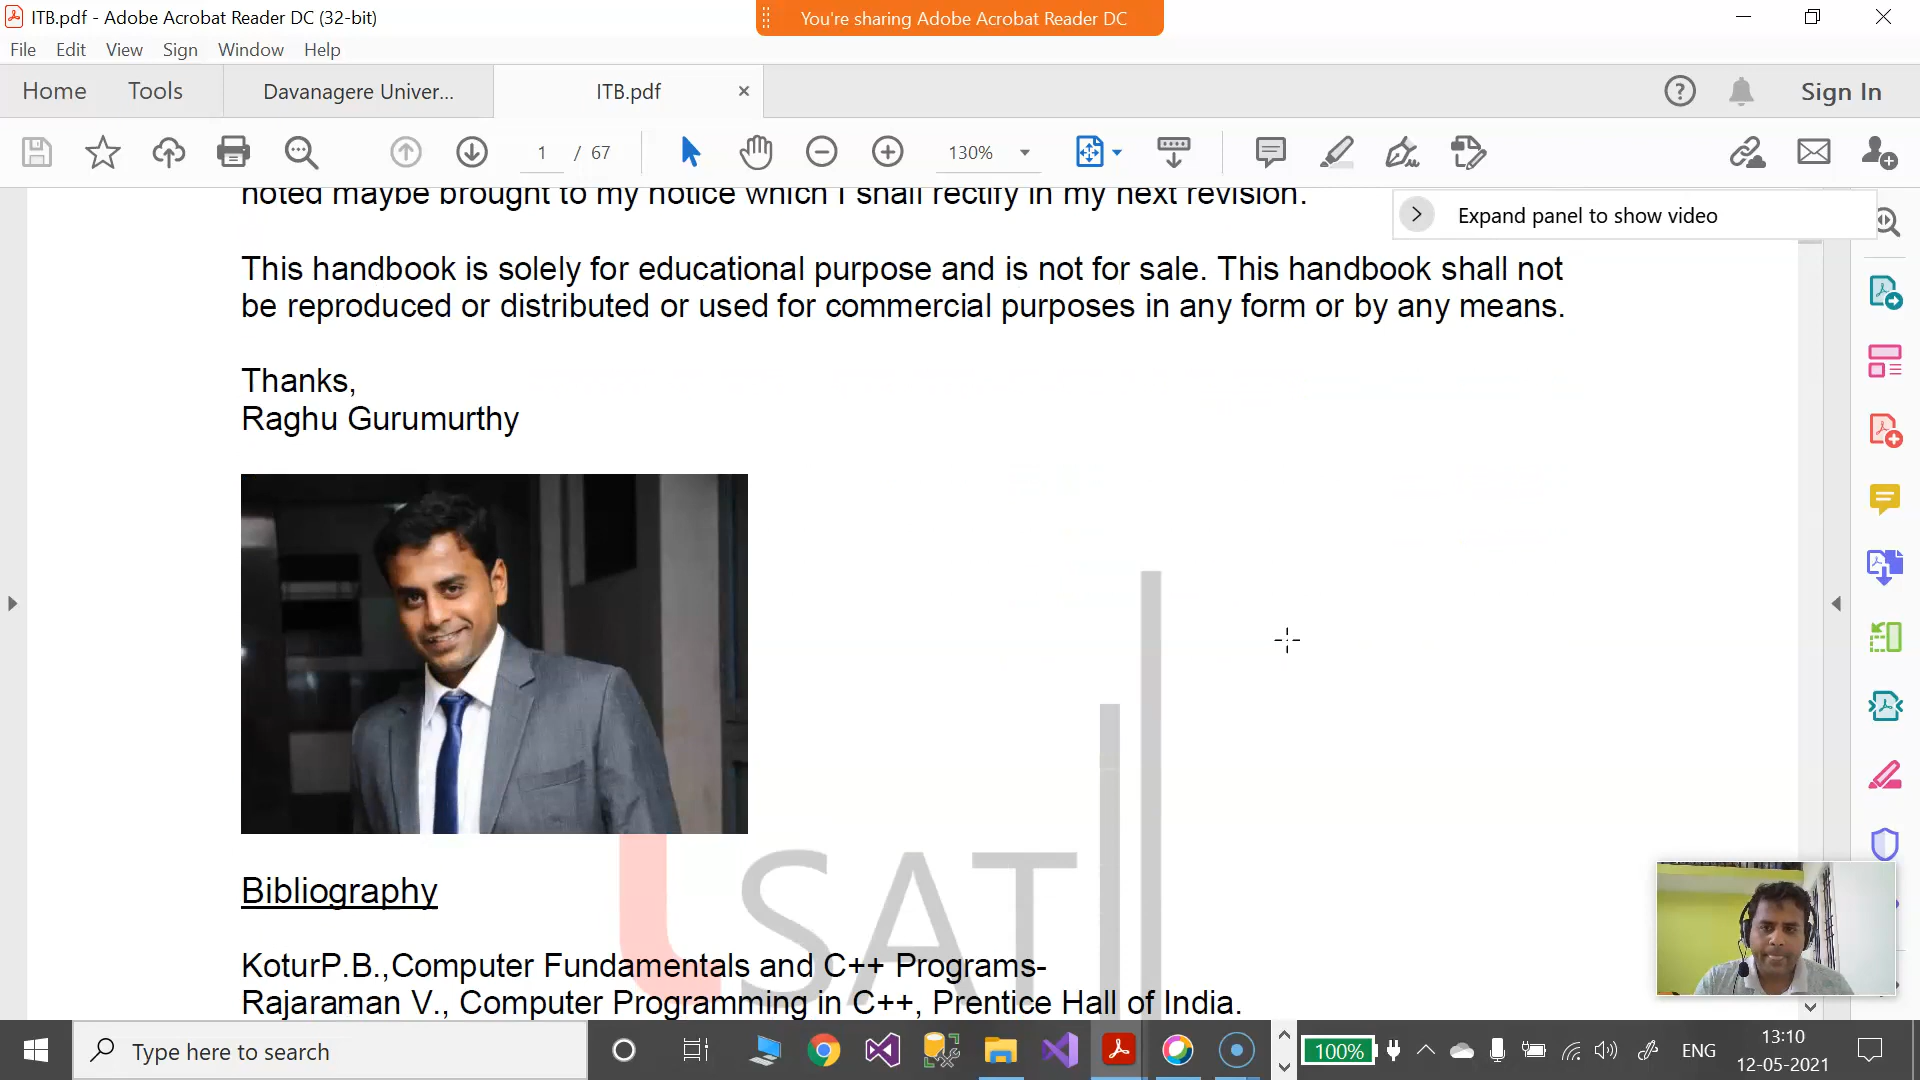 ITB.pdf - Adobe Acrobat Reader DC (32-bit)
You're sharing Adobe Acrobat Reader DC
File Edit View Sign Window Help
Home Tools Davanagere Univer... ITB.pdf Sign In
1 / 67 130%
noted maybe brought to my notice which I shall rectify in my next revision.
Expand panel to show video
This handbook is solely for educational purpose and is not for sale. This handbook shall not
be reproduced or distributed or used for commercial purposes in any form or by any means.
Thanks,
Raghu Gurumurthy
SAT
Bibliography
KoturP.B.,Computer Fundamentals and C++ Programs-
Rajaraman V., Computer Programming in C++, Prentice Hall of India.
Type here to search
100%
ENG
13:10
12-05-2021